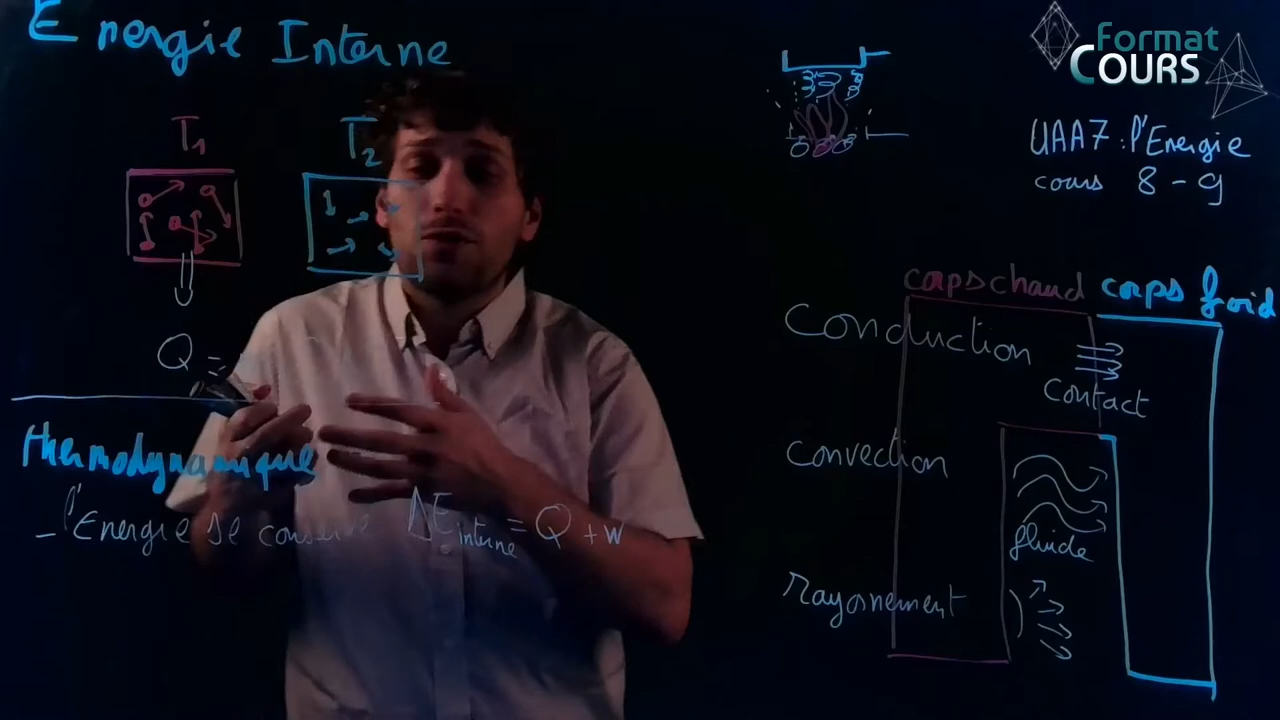 Energie Interne
Format
COURS
UAA7 : l'Energie
cours 8 - 9
T1
T2
Q =
corps chaud
corps froid
Conduction
contact
thermodynamique
convection
- l'Energie se conserve ΔE interne = Q + w
fluide
rayonnement